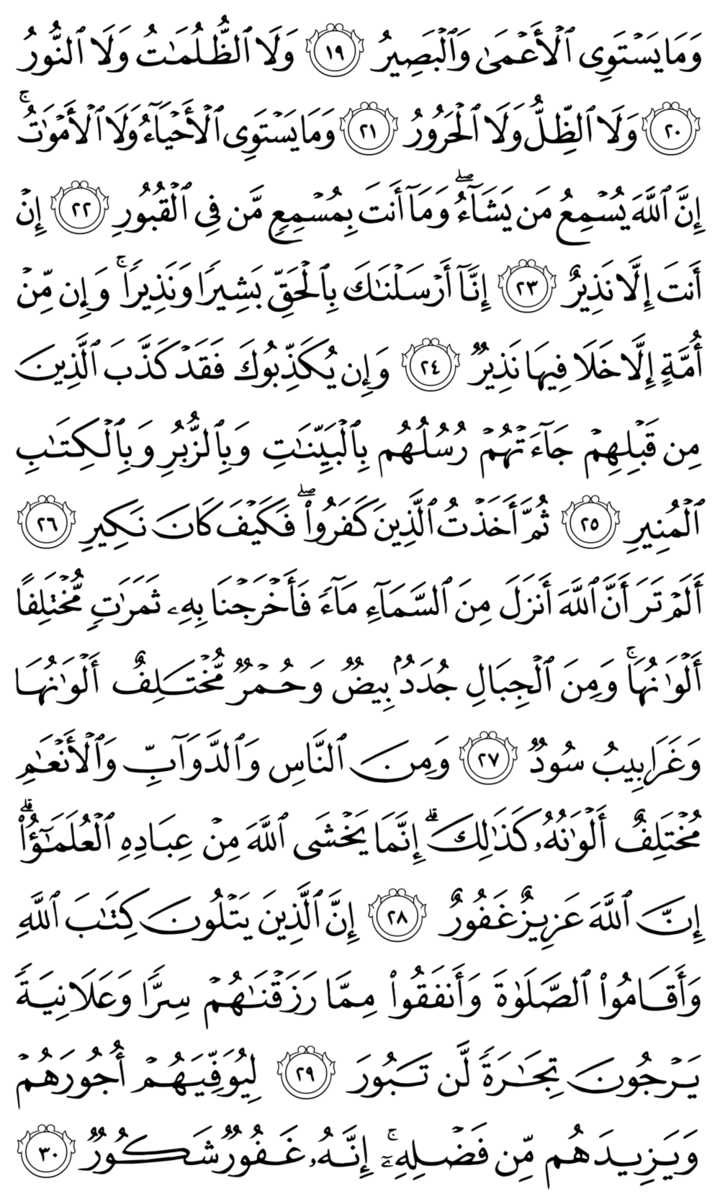 وَمَا يَسْتَوِى ٱلْأَعْمَىٰ وَٱلْبَصِيرُ ١٩ وَلَا ٱلظُّلُمَٰتُ وَلَا ٱلنُّورُ
٢٠ وَلَا ٱلظِّلُّ وَلَا ٱلْحَرُورُ ٢١ وَمَا يَسْتَوِى ٱلْأَحْيَآءُ وَلَا ٱلْأَمْوَٰتُ ۚ
إِنَّ ٱللَّهَ يُسْمِعُ مَن يَشَآءُ ۖ وَمَآ أَنتَ بِمُسْمِعٍ مَّن فِى ٱلْقُبُورِ ٢٢ إِنْ
أَنتَ إِلَّا نَذِيرٌ ٢٣ إِنَّآ أَرْسَلْنَٰكَ بِٱلْحَقِّ بَشِيرًا وَنَذِيرًا ۚ وَإِن مِّنْ
أُمَّةٍ إِلَّا خَلَا فِيهَا نَذِيرٌ ٢٤ وَإِن يُكَذِّبُوكَ فَقَدْ كَذَّبَ ٱلَّذِينَ
مِن قَبْلِهِمْ جَآءَتْهُمْ رُسُلُهُم بِٱلْبَيِّنَٰتِ وَبِٱلزُّبُرِ وَبِٱلْكِتَٰبِ
ٱلْمُنِيرِ ٢٥ ثُمَّ أَخَذْتُ ٱلَّذِينَ كَفَرُوا۟ ۖ فَكَيْفَ كَانَ نَكِيرِ ٢٦
أَلَمْ تَرَ أَنَّ ٱللَّهَ أَنزَلَ مِنَ ٱلسَّمَآءِ مَآءً فَأَخْرَجْنَا بِهِۦ ثَمَرَٰتٍ مُّخْتَلِفًا
أَلْوَٰنُهَا ۚ وَمِنَ ٱلْجِبَالِ جُدَدٌۢ بِيضٌ وَحُمْرٌ مُّخْتَلِفٌ أَلْوَٰنُهَا
وَغَرَابِيبُ سُودٌ ٢٧ وَمِنَ ٱلنَّاسِ وَٱلدَّوَآبِّ وَٱلْأَنْعَٰمِ
مُخْتَلِفٌ أَلْوَٰنُهُۥ كَذَٰلِكَ ۗ إِنَّمَا يَخْشَى ٱللَّهَ مِنْ عِبَادِهِ ٱلْعُلَمَٰٓؤُا۟ ۗ
إِنَّ ٱللَّهَ عَزِيزٌ غَفُورٌ ٢٨ إِنَّ ٱلَّذِينَ يَتْلُونَ كِتَٰبَ ٱللَّهِ
وَأَقَامُوا۟ ٱلصَّلَوٰةَ وَأَنفَقُوا۟ مِمَّا رَزَقْنَٰهُمْ سِرًّا وَعَلَانِيَةً
يَرْجُونَ تِجَٰرَةً لَّن تَبُورَ ٢٩ لِيُوَفِّيَهُمْ أُجُورَهُمْ
وَيَزِيدَهُم مِّن فَضْلِهِۦٓ ۚ إِنَّهُۥ غَفُورٌ شَكُورٌ ٣٠